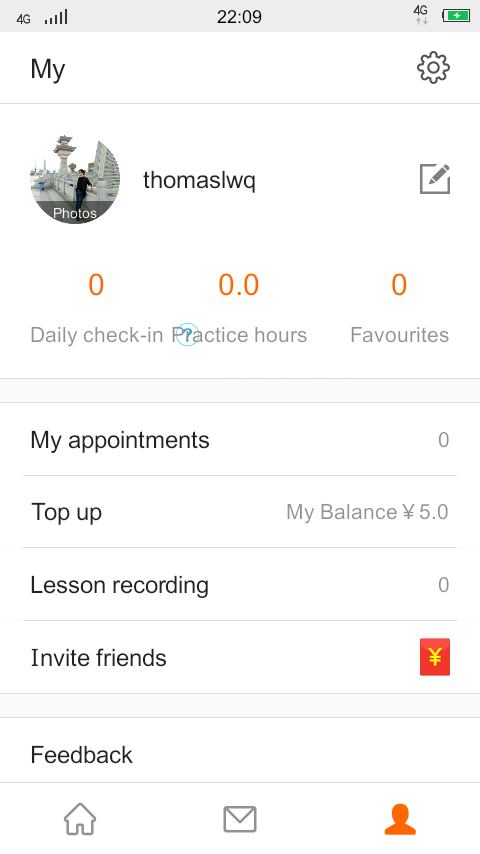 4G 22:09 4G
My
thomaslwq
Photos
0 0.0 0
Daily check-in ? Practice hours Favourites
My appointments 0
Top up My Balance ¥ 5.0
Lesson recording 0
Invite friends ¥
Feedback